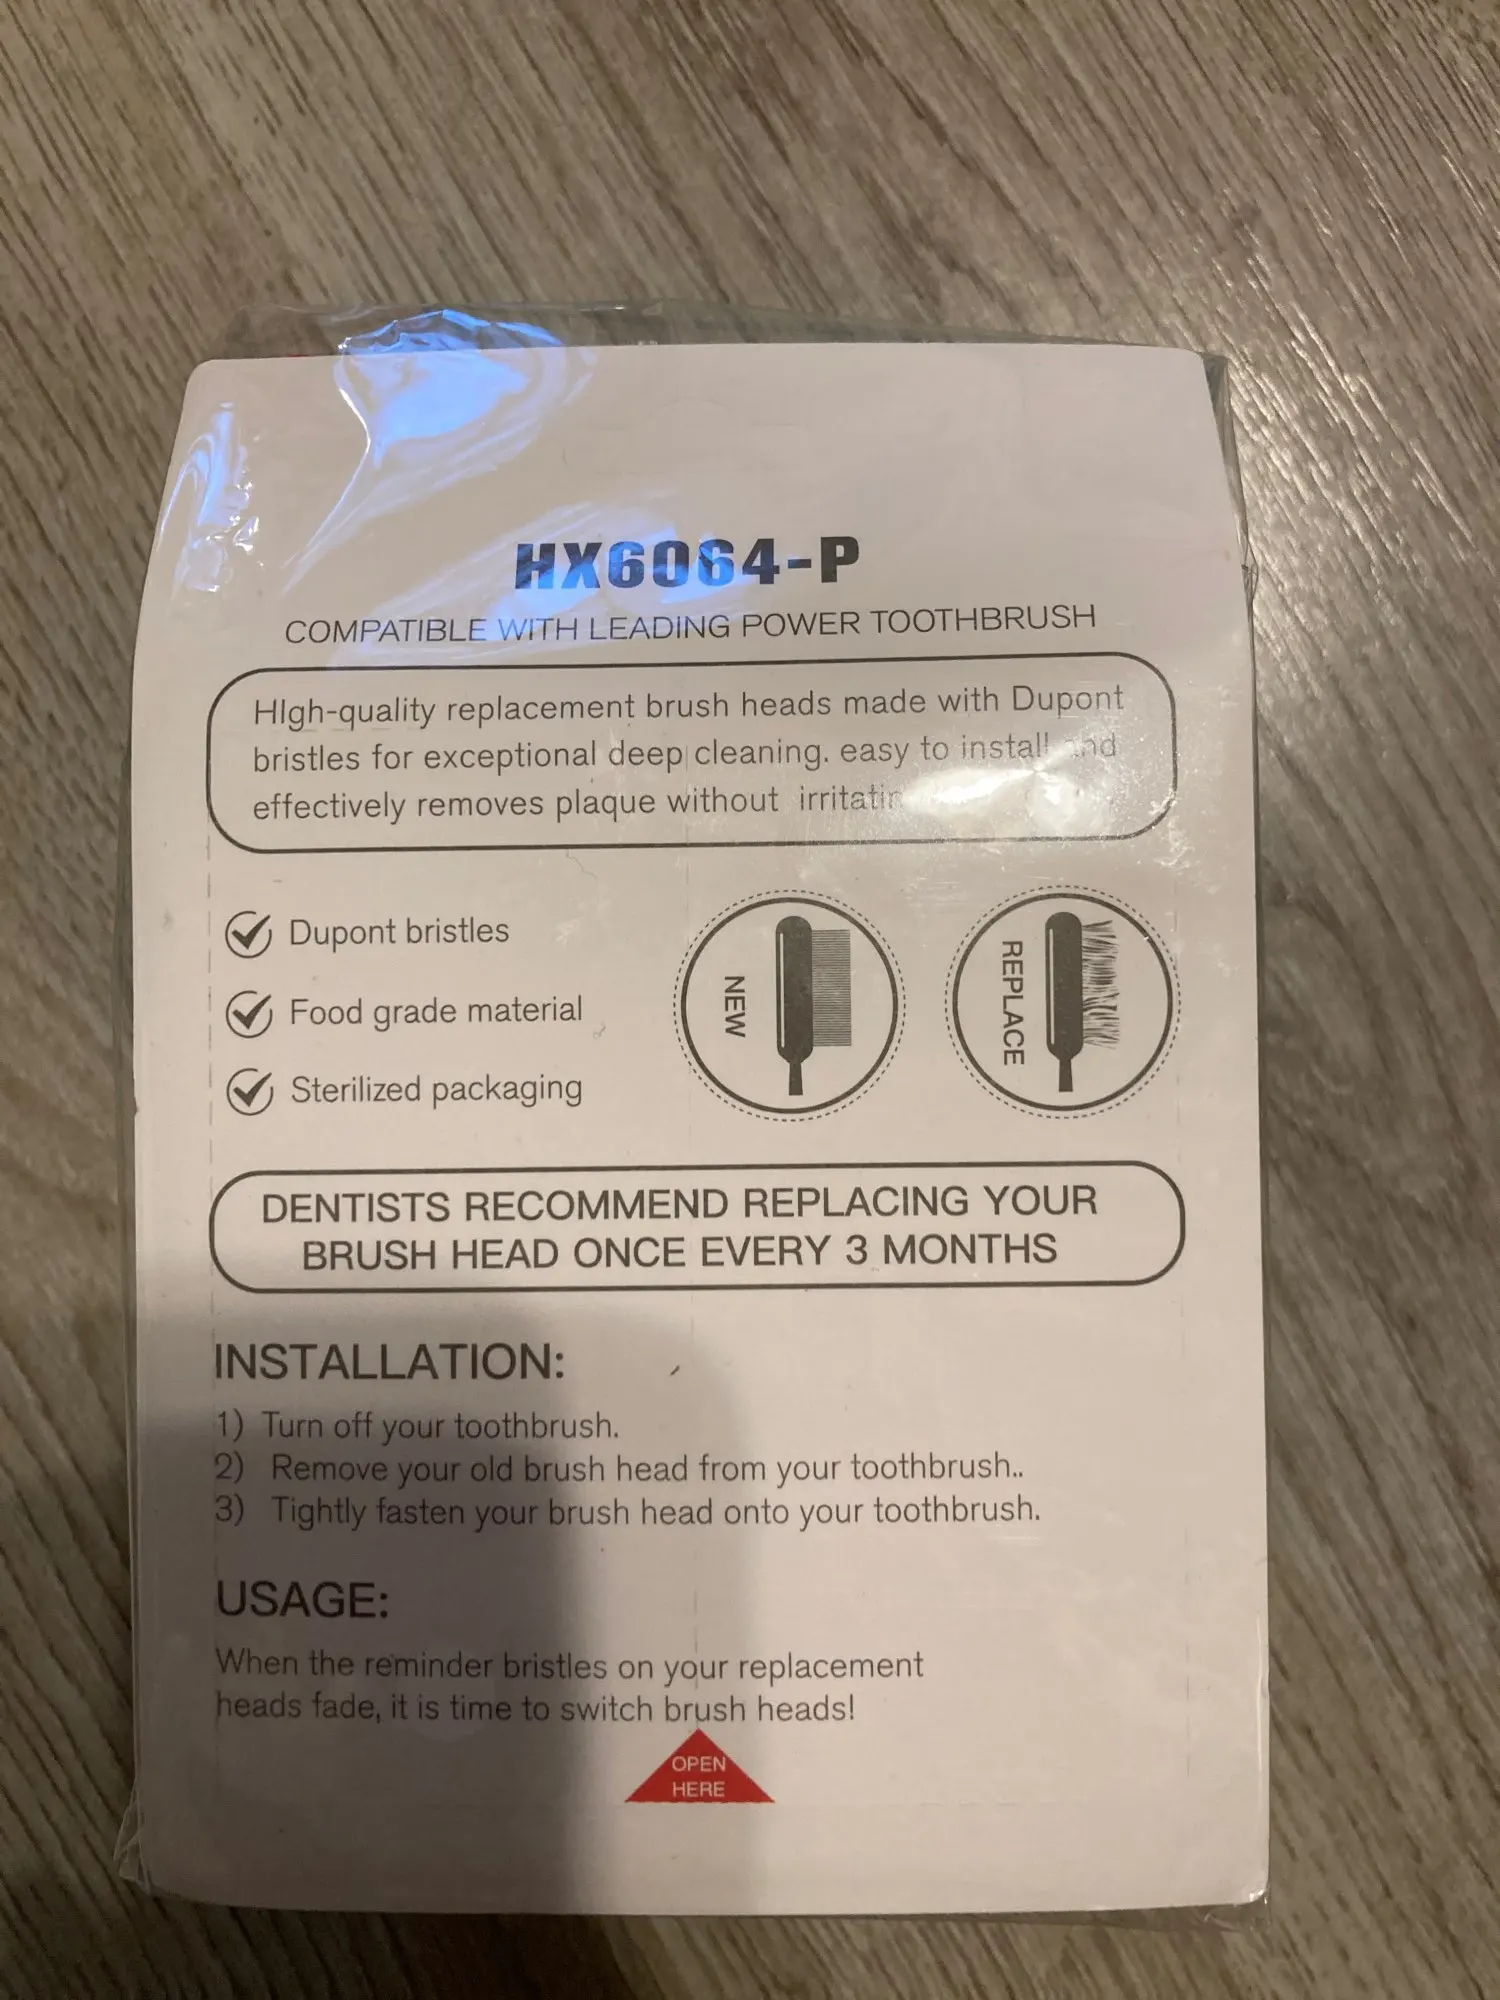 HX6064-P
COMPATIBLE WITH LEADING POWER TOOTHBRUSH
HIgh-quality replacement brush heads made with Dupont
bristles for exceptional deep cleaning. easy to install and
effectively removes plaque without
Dupont bristles
Food grade material
Sterilized packaging
NEW
REPLACE
DENTISTS RECOMMEND REPLACING YOUR
BRUSH HEAD ONCE EVERY 3 MONTHS
INSTALLATION:
1) Turn off your toothbrush.
2) Remove your old brush head from your toothbrush..
3) Tightly fasten your brush head onto your toothbrush.
USAGE:
When the reminder bristles on your replacement
heads fade, it is time to switch brush heads!
OPEN
HERE